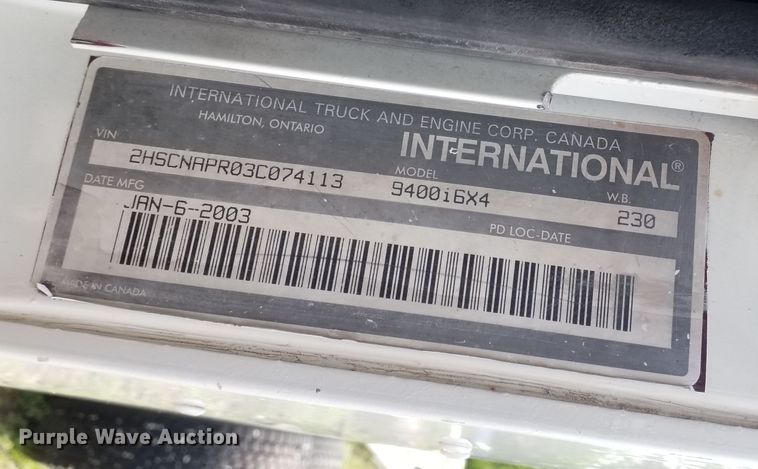 INTERNATIONAL TRUCK AND ENGINE CORP. CANADA
HAMILTON, ONTARIO
INTERNATIONAL®
VIN
2HSCNAPR03C074113
MODEL
9400i6X4
W.B.
230
DATE MFG
JAN-6-2003
PD LOC-DATE
MADE IN CANADA
Purple Wave Auction